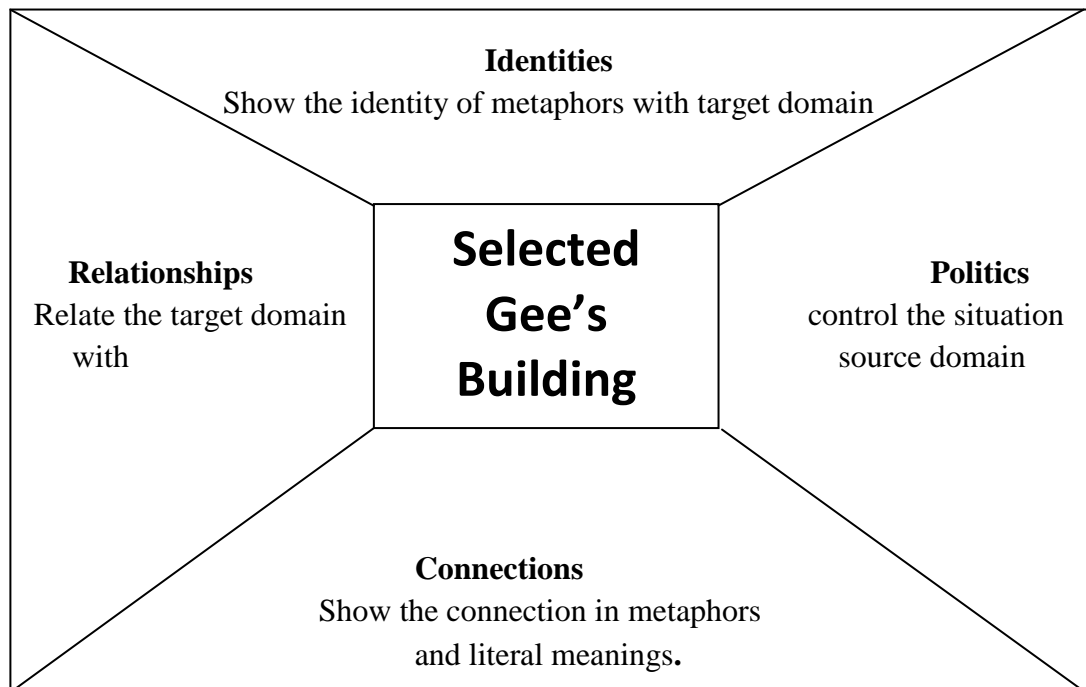 Identities
Show the identity of metaphors with target domain
Relationships
Relate the target domain
with
Selected
Gee's
Building
Politics
control the situation
source domain
Connections
Show the connection in metaphors
and literal meanings.